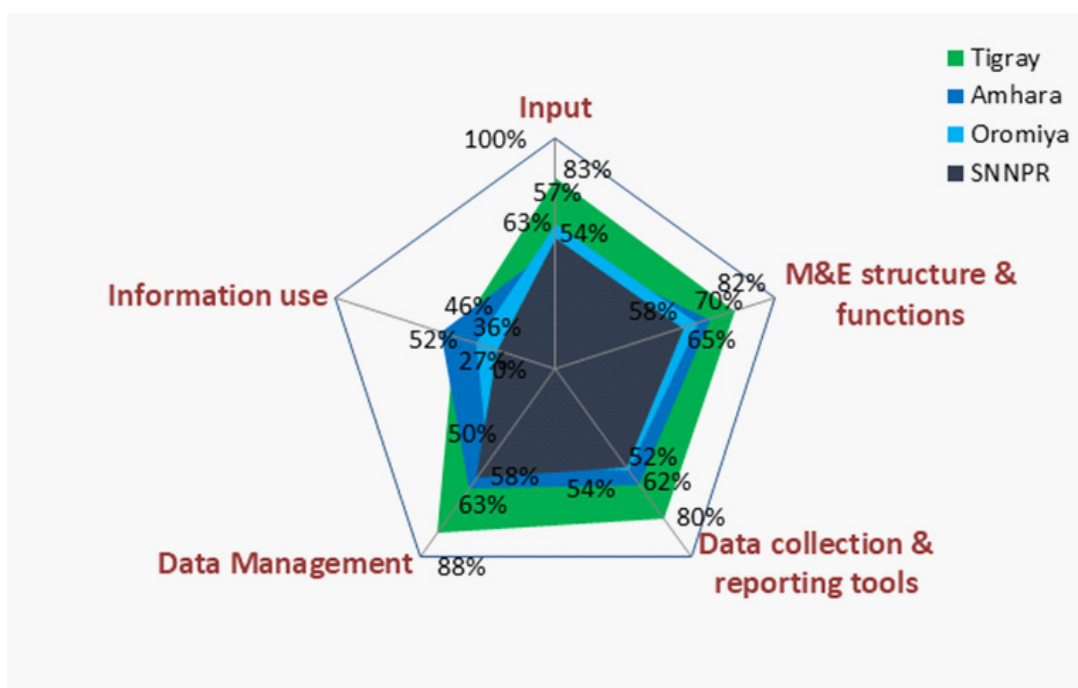 Tigray
Amhara
Oromiya
SNNPR
Input
100%
83%
57%
63%
54%
82%
M&E structure &
functions
70%
58%
65%
Information use
46%
36%
52%
27%
0%
50%
52%
58%
62%
54%
63%
80%
Data collection &
reporting tools
Data Management
88%